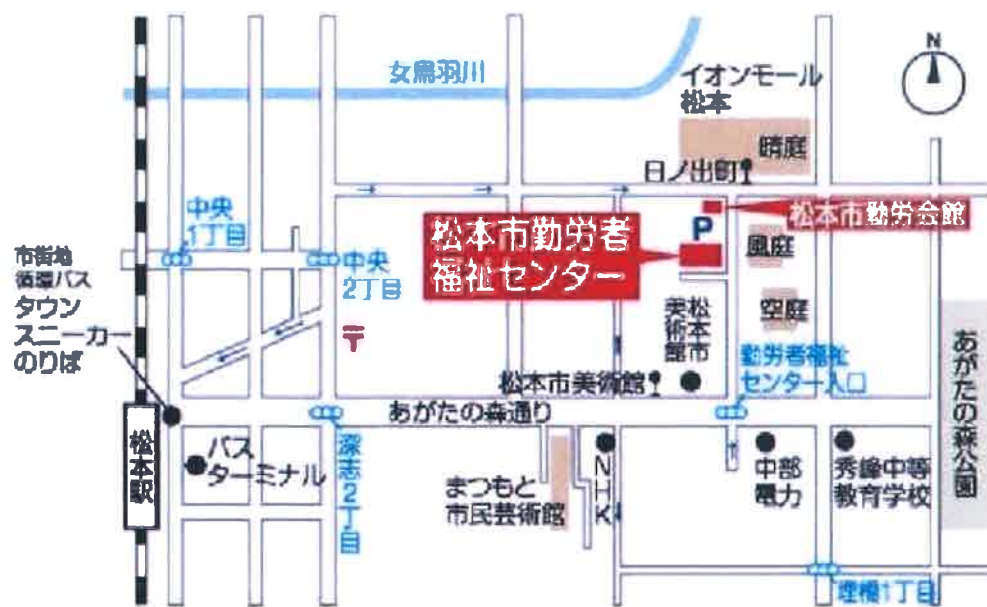 N
女鳥羽川
イオンモール
松本
晴庭
日ノ出町
中央
1丁目
松本市勤労会館
P
松本市勤労者
福祉センター
風庭
市街地
循環バス
タウン
スニーカー
のりば
中央
2丁目
〒
空庭
松本市
美術館
勤労者福祉
センター入口
あがたの森公園
松本市美術館
あがたの森通り
松本駅
バス
ターミナル
深志2丁目
まつもと
市民芸術館
NHK
中部
電力
秀峰中等
教育学校
埋橋1丁目